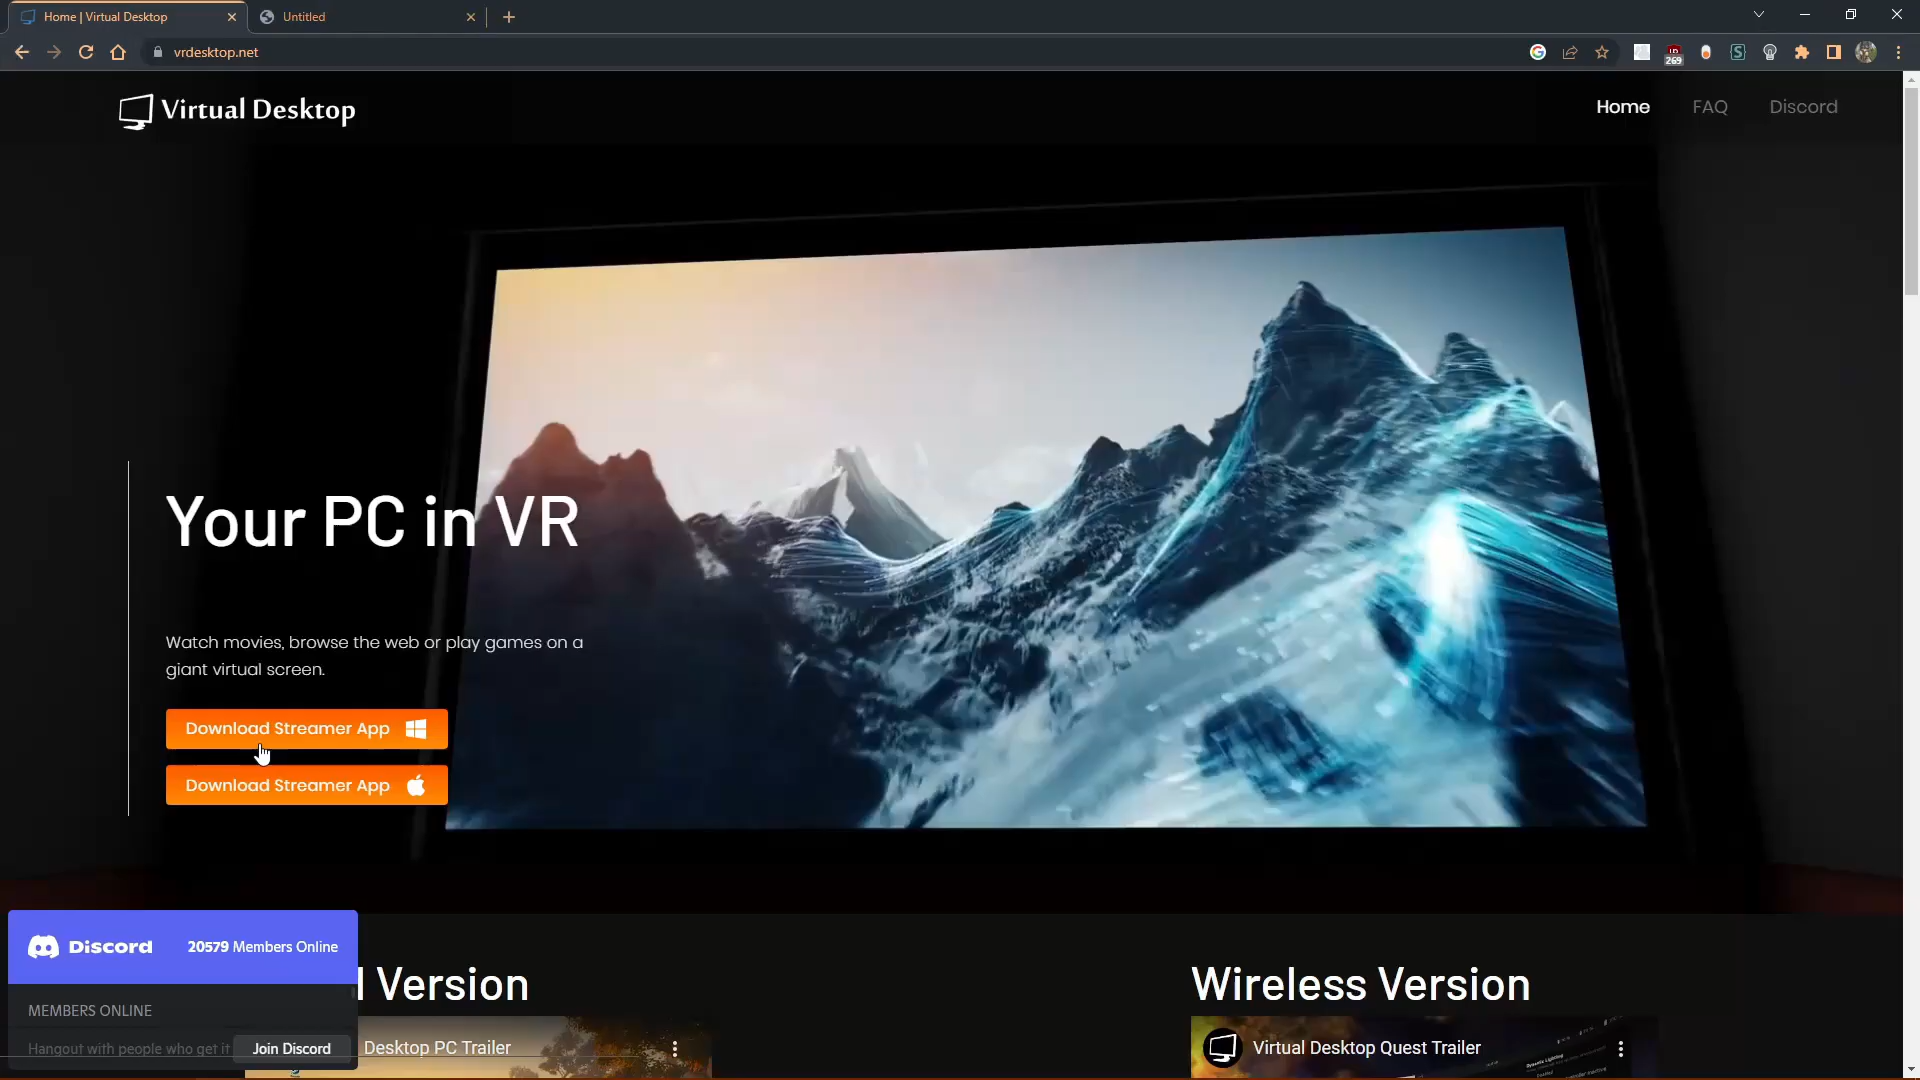 Home | Virtual Desktop
Untitled
vrdesktop.net
269
Virtual Desktop
Home
FAQ
Discord
Your PC in VR
Watch movies, browse the web or play games on a
giant virtual screen.
Download Streamer App
Download Streamer App
Discord
20579 Members Online
l Version
Wireless Version
MEMBERS ONLINE
Hangout with people who get it
Join Discord
Desktop PC Trailer
Virtual Desktop Quest Trailer